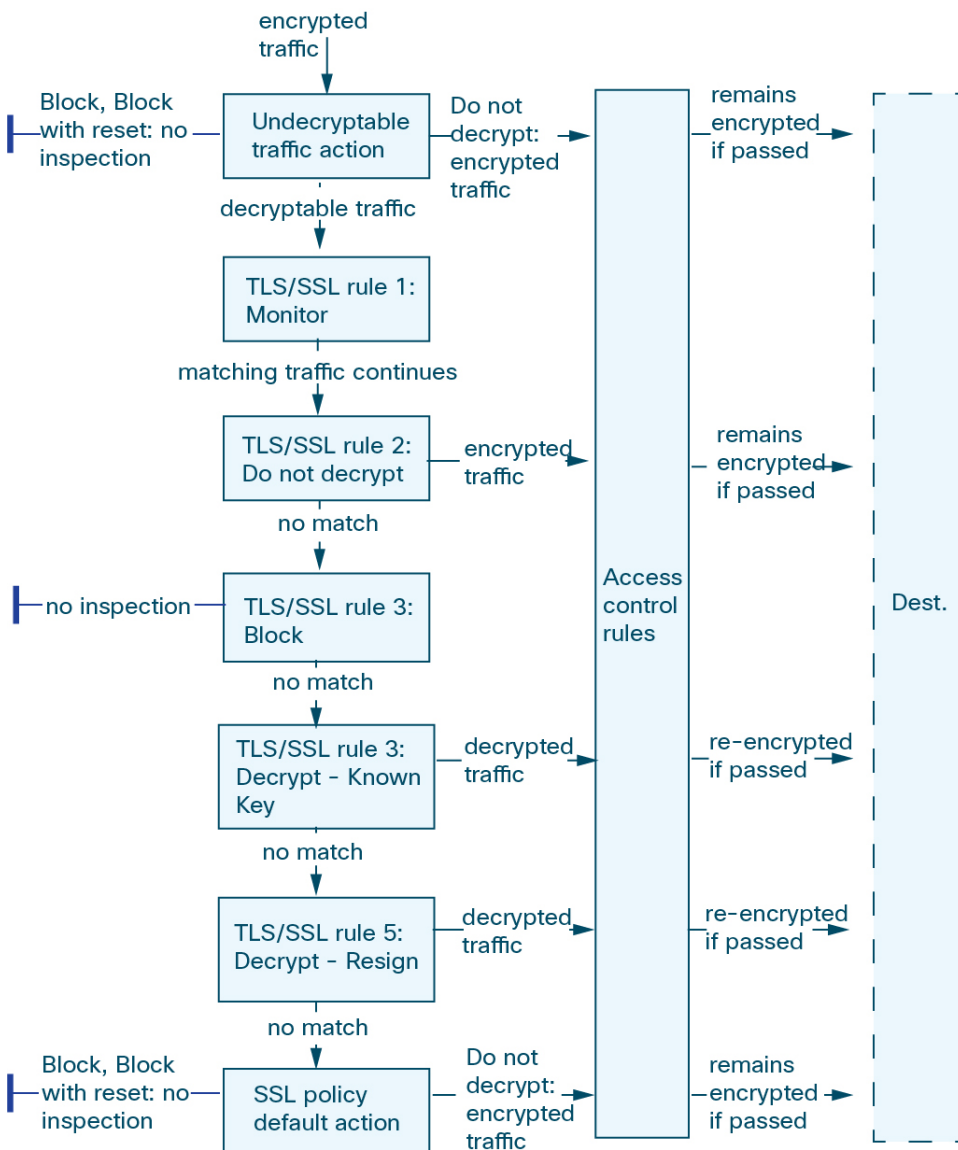 encrypted
traffic
Block, Block
with reset: no
inspection
Undecryptable
traffic action
Do not
decrypt:
encrypted
traffic
remains
encrypted
if passed
decryptable traffic
TLS/SSL rule 1:
Monitor
matching traffic continues
TLS/SSL rule 2:
Do not decrypt
encrypted
traffic
remains
encrypted
if passed
no match
no inspection
TLS/SSL rule 3:
Block
Access
control
rules
Dest.
no match
TLS/SSL rule 3:
Decrypt - Known
Key
decrypted
traffic
re-encrypted
if passed
no match
TLS/SSL rule 5:
Decrypt - Resign
decrypted
traffic
re-encrypted
if passed
no match
Block, Block
with reset: no
inspection
SSL policy
default action
Do not
decrypt:
encrypted
traffic
remains
encrypted
if passed